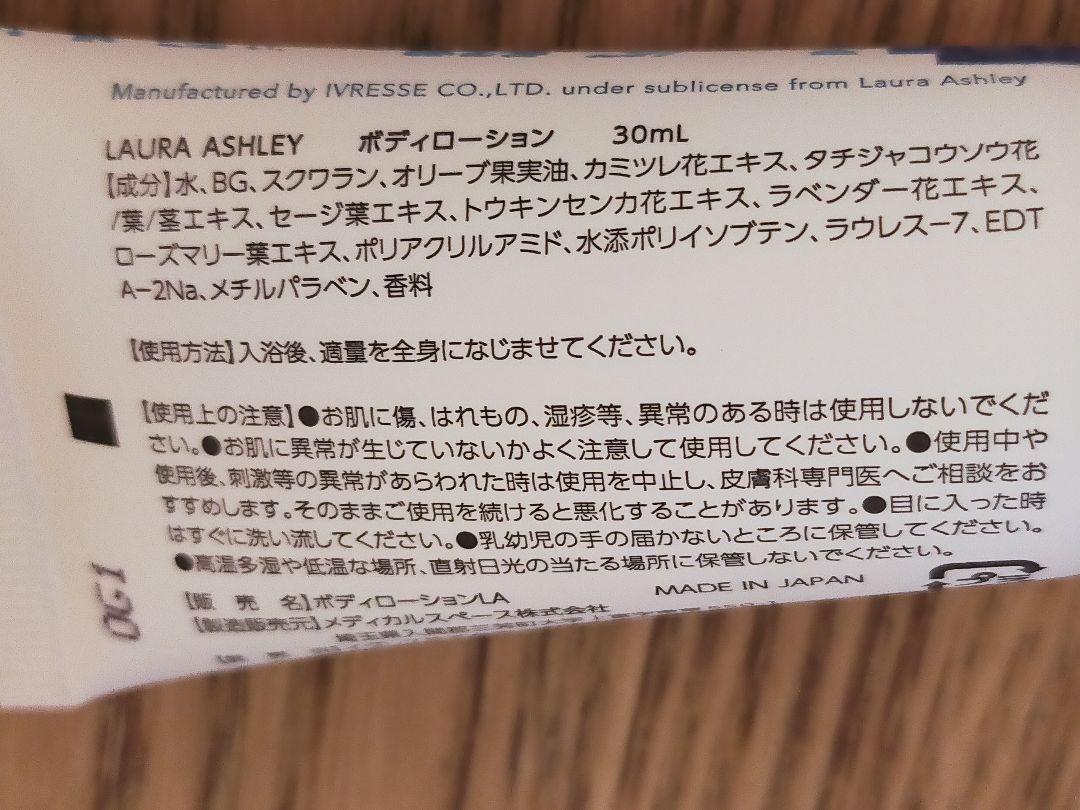 Manufactured by IVRESSE CO.,LTD. under sublicense from Laura Ashley
LAURA ASHLEY ボディローション 30mL
【成分】水、BG、スクワラン、オリーブ果実油、カミツレ花エキス、タチジャコウソウ花
/葉/茎エキス、セージ葉エキス、トウキンセンカ花エキス、ラベンダー花エキス、
ローズマリー葉エキス、ポリアクリルアミド、水添ポリイソブテン、ラウレス-7、EDT
A-2Na、メチルパラベン、香料
【使用方法】入浴後、適量を全身になじませてください。
【使用上の注意】●お肌に傷、はれもの、湿疹等、異常のある時は使用しないでくだ
さい。●お肌に異常が生じていないかよく注意して使用してください。●使用中や
使用後、刺激等の異常があらわれた時は使用を中止し、皮膚科専門医へご相談をお
すすめします。そのままご使用を続けると悪化することがあります。●目に入った時
はすぐに洗い流してください。●乳幼児の手の届かないところに保管してください。
●高温多湿や低温な場所、直射日光の当たる場所に保管しないでください。
【販 売 名】ボディローションLA MADE IN JAPAN
【製造販売元】メディカルスペース株式会社
埼玉県入間郡三芳町大字上
OG1